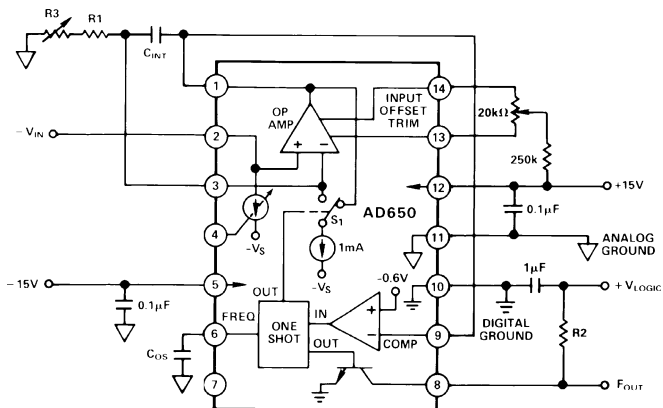 R3
R1
CINT
1
14
OP
AMP
INPUT
OFFSET
TRIM
20kΩ
– VIN
2
13
+
–
250k
3
12
+15V
S1
AD650
0.1µF
4
–VS
1mA
11
ANALOG
GROUND
–VS
–0.6V
1µF
– 15V
5
10
+ VLOGIC
OUT
0.1µF
FREQ
IN
+
DIGITAL
GROUND
6
ONE
SHOT
–
9
R2
COS
OUT
COMP
7
8
FOUT